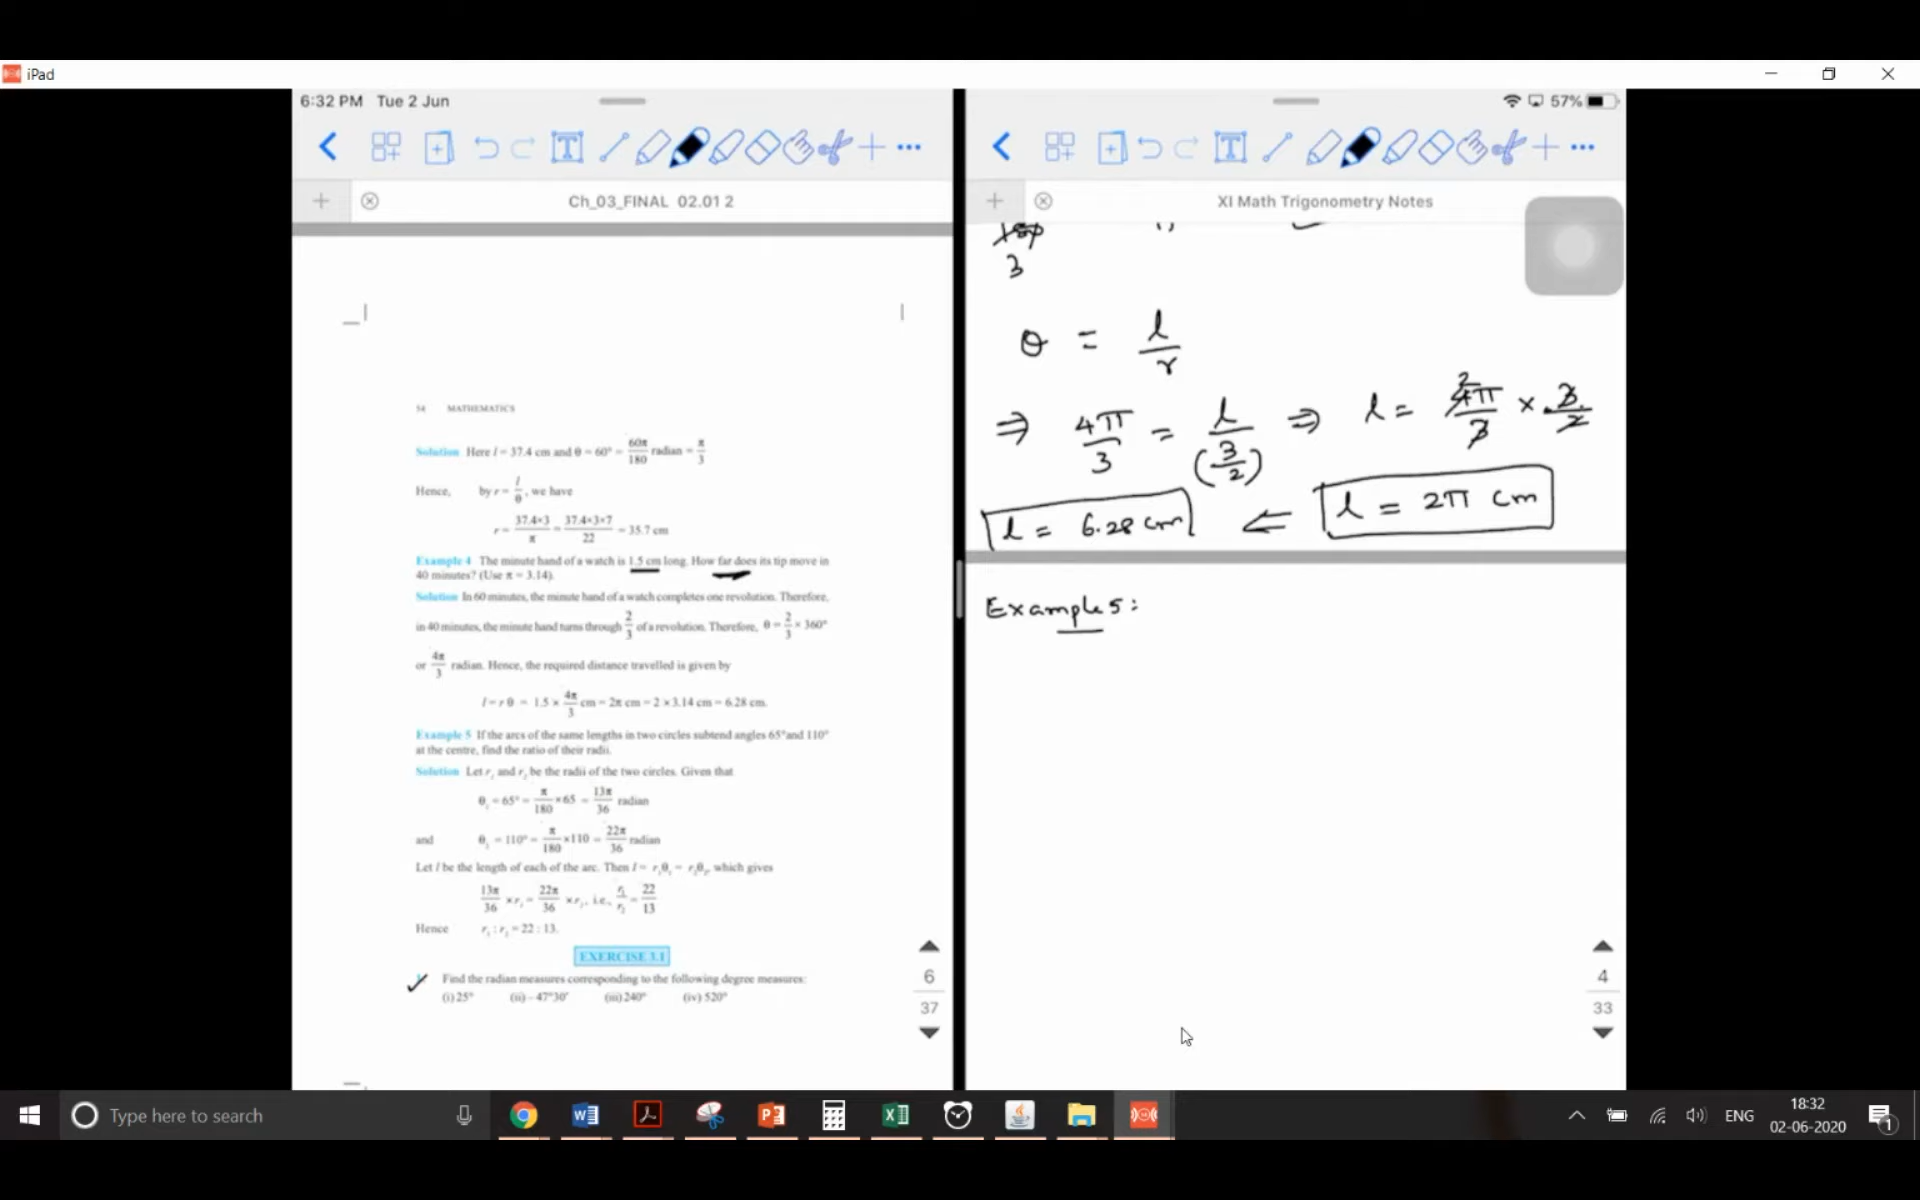 iPad
6:32 PM Tue 2 Jun
57%
Ch_03_FINAL 02.01 2
XI Math Trigonometry Notes
54 MATHEMATICS
Solution Here l = 37.4 cm and θ = 60° = 60π/180 radian = π/3
Hence, by r = l/θ, we have
r = 37.4×3/π = 37.4×3×7/22 = 35.7 cm
Example 4 The minute hand of a watch is 1.5 cm long. How far does its tip move in
40 minutes? (Use π = 3.14).
Solution In 60 minutes, the minute hand of a watch completes one revolution. Therefore,
in 40 minutes, the minute hand turns through 2/3 of a revolution. Therefore, θ = 2/3 × 360°
or 4π/3 radian. Hence, the required distance travelled is given by
l = r θ = 1.5 × 4π/3 cm = 2π cm = 2 × 3.14 cm = 6.28 cm.
Example 5 If the arcs of the same lengths in two circles subtend angles 65°and 110°
at the centre, find the ratio of their radii.
Solution Let r₁ and r₂ be the radii of the two circles. Given that
θ₁ = 65° = π/180 × 65 = 13π/36 radian
and θ₂ = 110° = π/180 × 110 = 22π/36 radian
Let l be the length of each of the arc. Then l = r₁θ₁ = r₂θ₂, which gives
13π/36 × r₁ = 22π/36 × r₂, i.e., r₁/r₂ = 22/13
Hence r₁ : r₂ = 22 : 13.
EXERCISE 3.1
Find the radian measures corresponding to the following degree measures:
(i) 25° (ii) – 47°30' (iii) 240° (iv) 520°
6
37
3
θ = l/r
⇒ 4π/3 = l/(3/2) ⇒ l = 4π/3 × 3/2
2
l = 6.28 cm ⇐ l = 2π cm
Example 5:
4
33
Type here to search
ENG
18:32
02-06-2020
1